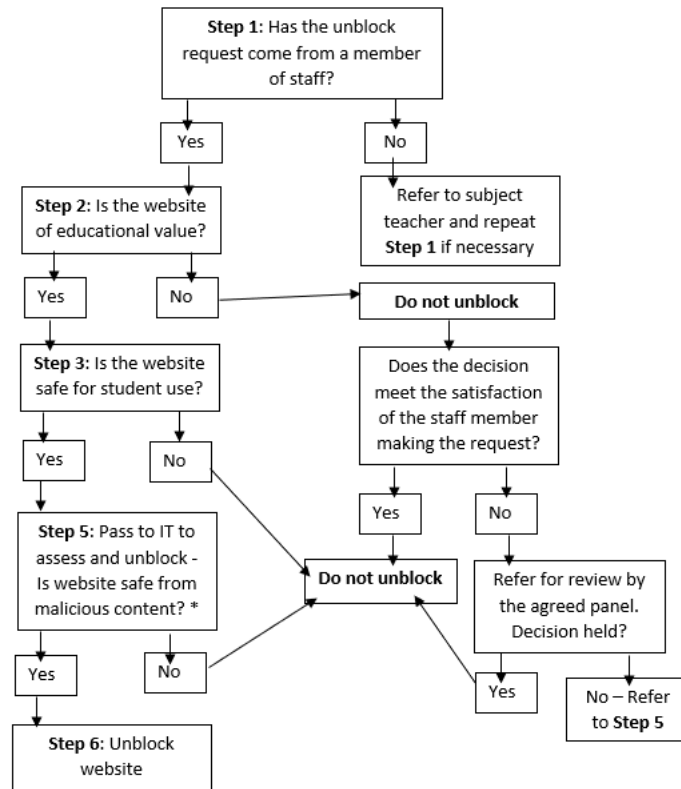 Step 1: Has the unblock
request come from a member
of staff?
Yes
No
Step 2: Is the website
of educational value?
Refer to subject
teacher and repeat
Step 1 if necessary
Yes
No
Do not unblock
Step 3: Is the website
safe for student use?
Does the decision
meet the satisfaction
of the staff member
making the request?
Yes
No
Yes
No
Step 5: Pass to IT to
assess and unblock -
Is website safe from
malicious content? *
Do not unblock
Refer for review by
the agreed panel.
Decision held?
Yes
No
Yes
No – Refer
to Step 5
Step 6: Unblock
website